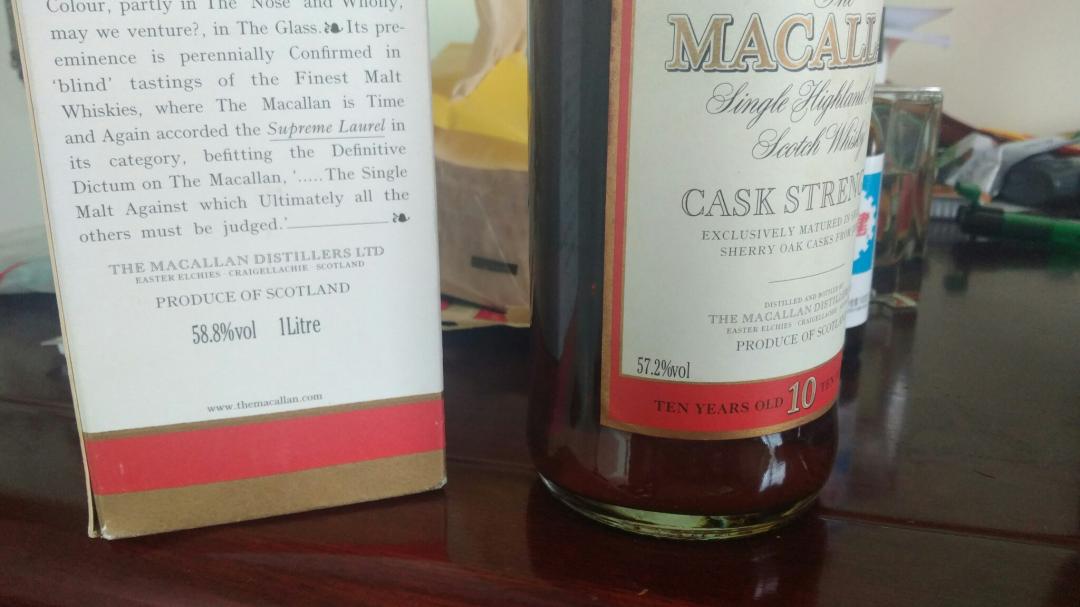 Colour, partly in 'The Nose' and Wholly,
may we venture?, in The Glass.❧Its pre-
eminence is perennially Confirmed in
'blind' tastings of the Finest Malt
Whiskies, where The Macallan is Time
and Again accorded the Supreme Laurel in
its category, befitting the Definitive
Dictum on The Macallan, '.....The Single
Malt Against which Ultimately all the
others must be judged.'
THE MACALLAN DISTILLERS LTD
EASTER ELCHIES · CRAIGELLACHIE · SCOTLAND
PRODUCE OF SCOTLAND
58.8%vol 1Litre
www.themacallan.com
The
MACALL
Single Highland
Scotch Whisky
CASK STRENG
EXCLUSIVELY MATURED IN
SHERRY OAK CASKS FROM
DISTILLED AND BOTTLED BY
THE MACALLAN DISTILLERS
EASTER ELCHIES · CRAIGELLACHIE
PRODUCE OF SCOTLAND
57.2%vol
TEN YEARS OLD 10 TEN